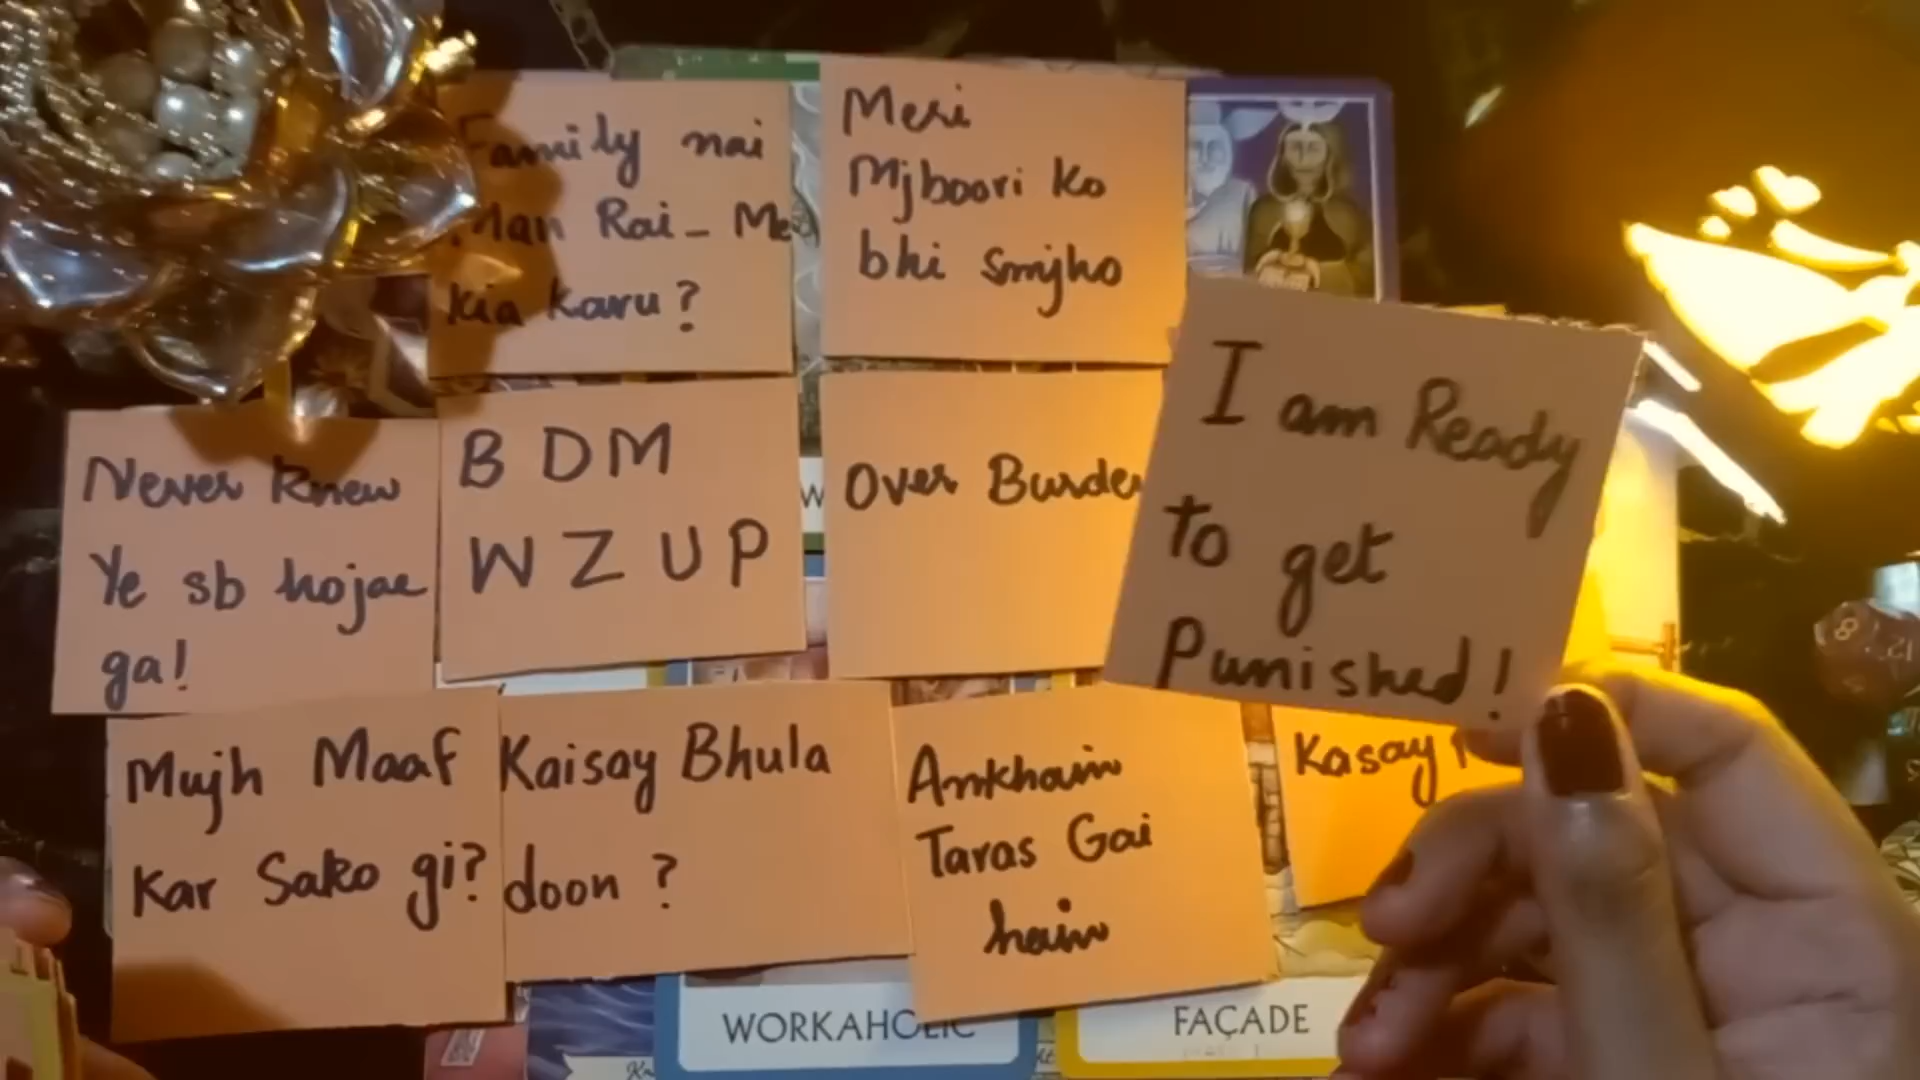 Family nai
Man Rai_ Me
kia karu?
Meri
Mjboori ko
bhi smjho
I am Ready
to get
Punished!
Never Knew
Ye sb hojae
ga!
B D M
W Z U P
Over Burden
Mujh Maaf
Kar Sako gi?
Kaisay Bhula
doon ?
Ankhain
Taras Gai
hain
Kasay
WORKAHOLIC
FAÇADE
8